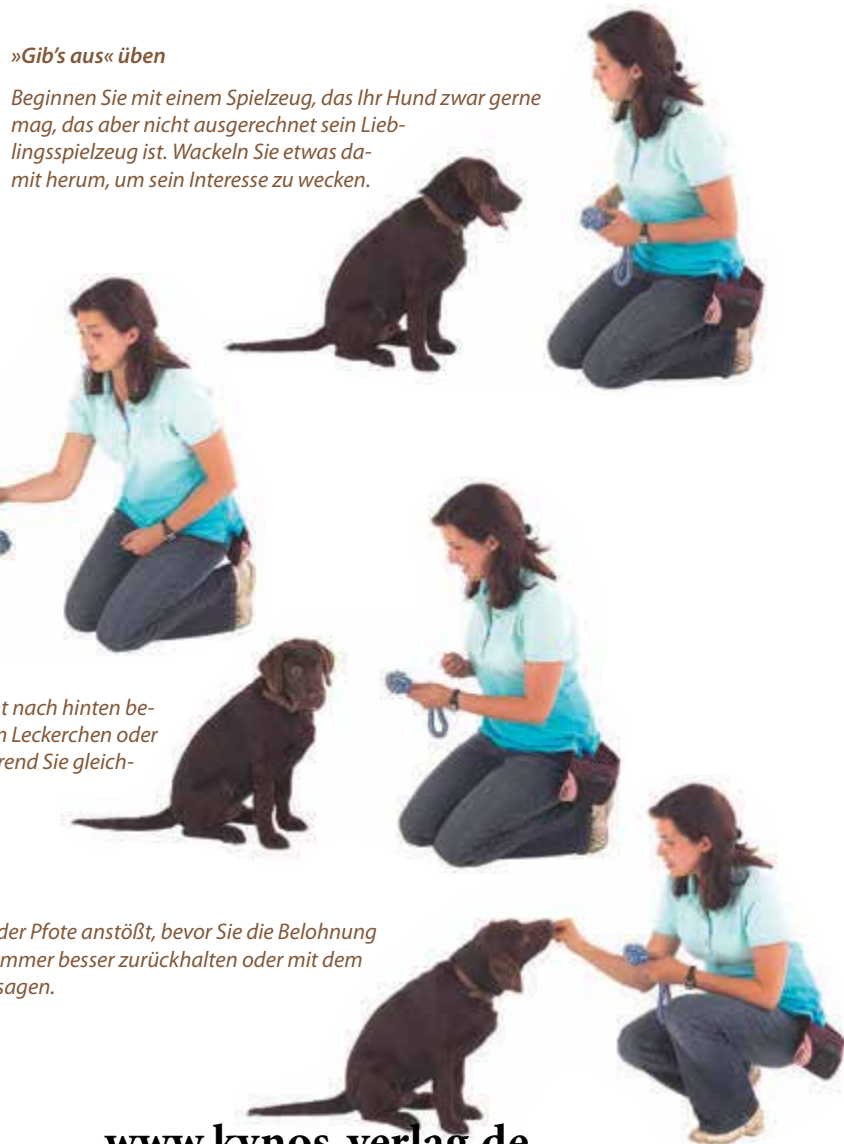 »Gib's aus« üben
Beginnen Sie mit einem Spielzeug, das Ihr Hund zwar gerne
mag, das aber nicht ausgerechnet sein Lieb-
lingsspielzeug ist. Wackeln Sie etwas da-
mit herum, um sein Interesse zu wecken.
t nach hinten be-
n Leckerchen oder
rend Sie gleich-
der Pfote anstößt, bevor Sie die Belohnung
mmer besser zurückhalten oder mit dem
sagen.
www.kynos-verlag.de